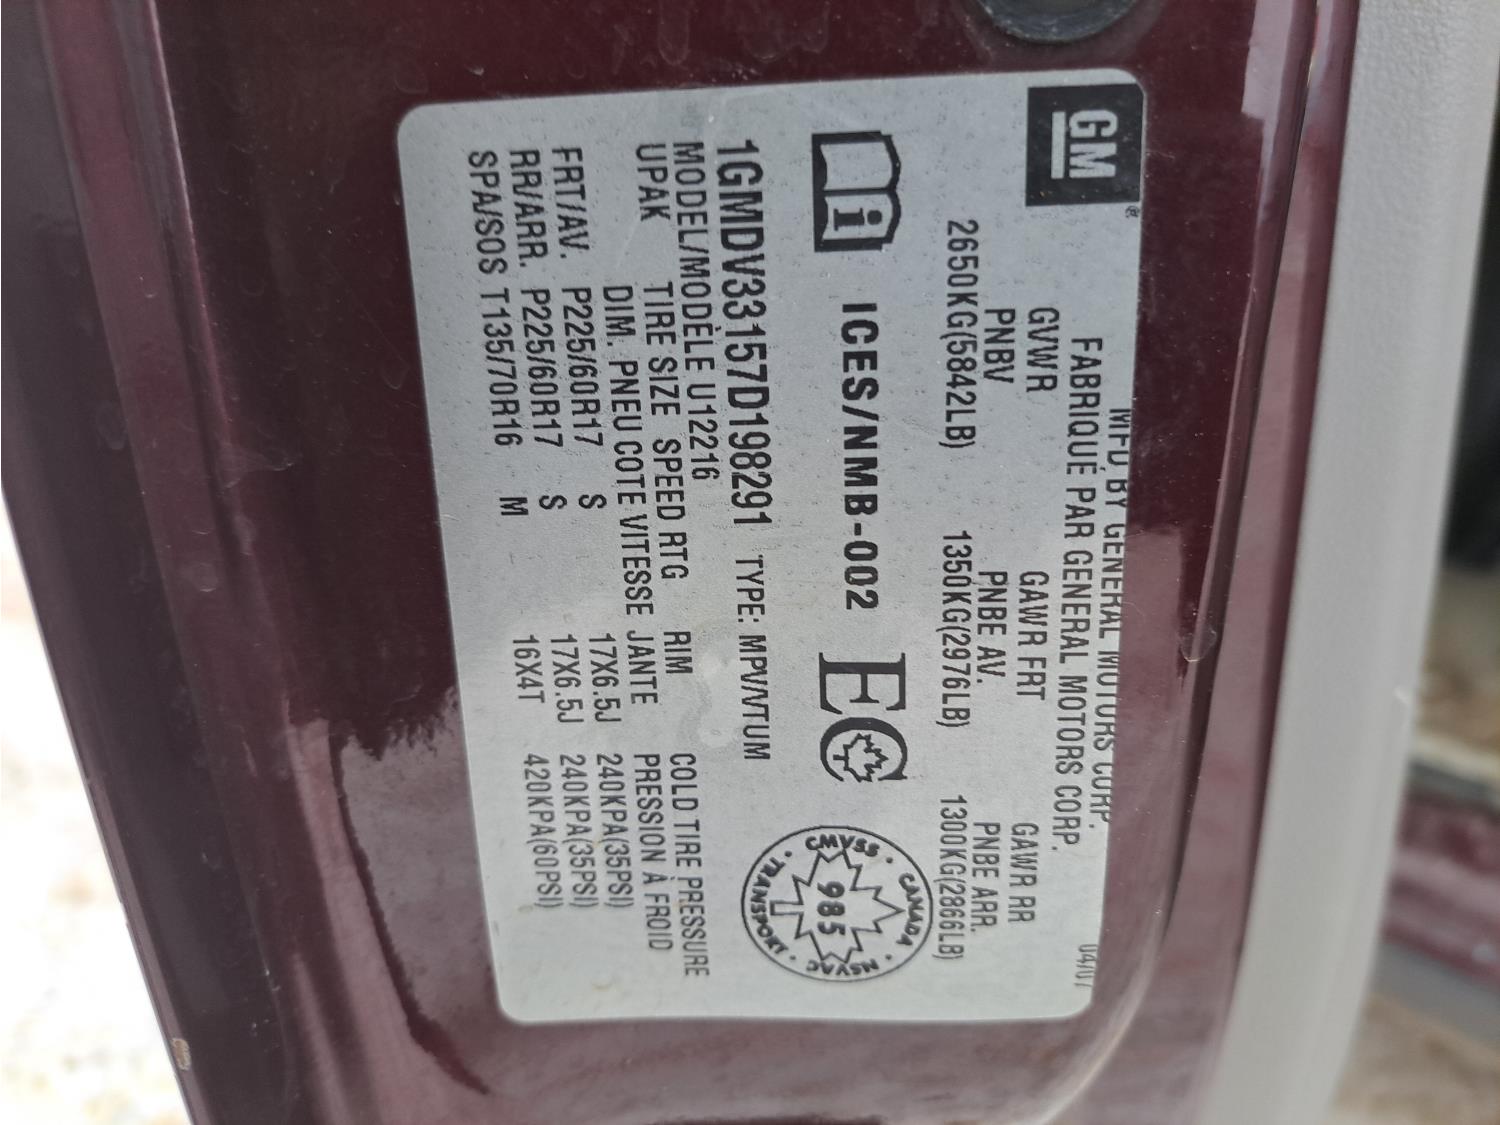 GM
MFD BY GENERAL MOTORS CORP. 04/07
FABRIQUÉ PAR GENERAL MOTORS CORP.
GVWR GAWR FRT GAWR RR
PNBV PNBE AV. PNBE ARR.
2650KG(5842LB) 1350KG(2976LB) 1300KG(2866LB)
i ICES/NMB-002 EC
CMVSS · CANADA · NSVAC · TRANSPORT ·
985
1GMDV33157D198291 TYPE: MPV/VTUM
MODEL/MODÈLE U12216
UPAK TIRE SIZE SPEED RTG RIM COLD TIRE PRESSURE
DIM. PNEU COTE VITESSE JANTE PRESSION À FROID
FRT/AV. P225/60R17 S 17X6.5J 240KPA(35PSI)
RR/ARR. P225/60R17 S 17X6.5J 240KPA(35PSI)
SPA/SOS T135/70R16 M 16X4T 420KPA(60PSI)